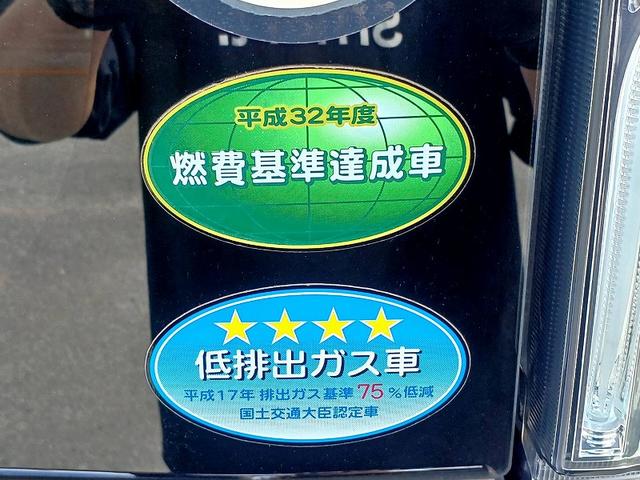 平成32年度
燃費基準達成車
★★★★
低排出ガス車
平成17年 排出ガス基準75%低減
国土交通大臣認定車